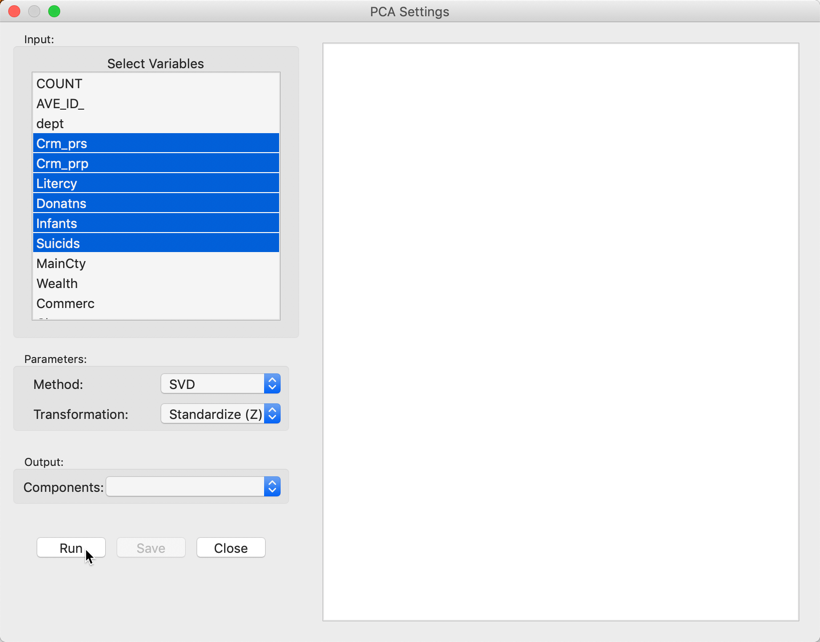 PCA Settings
Input:
Select Variables
COUNT
AVE_ID_
dept
Crm_prs
Crm_prp
Litercy
Donatns
Infants
Suicids
MainCty
Wealth
Commerc
Parameters:
Method: SVD
Transformation: Standardize (Z)
Output:
Components:
Run Save Close